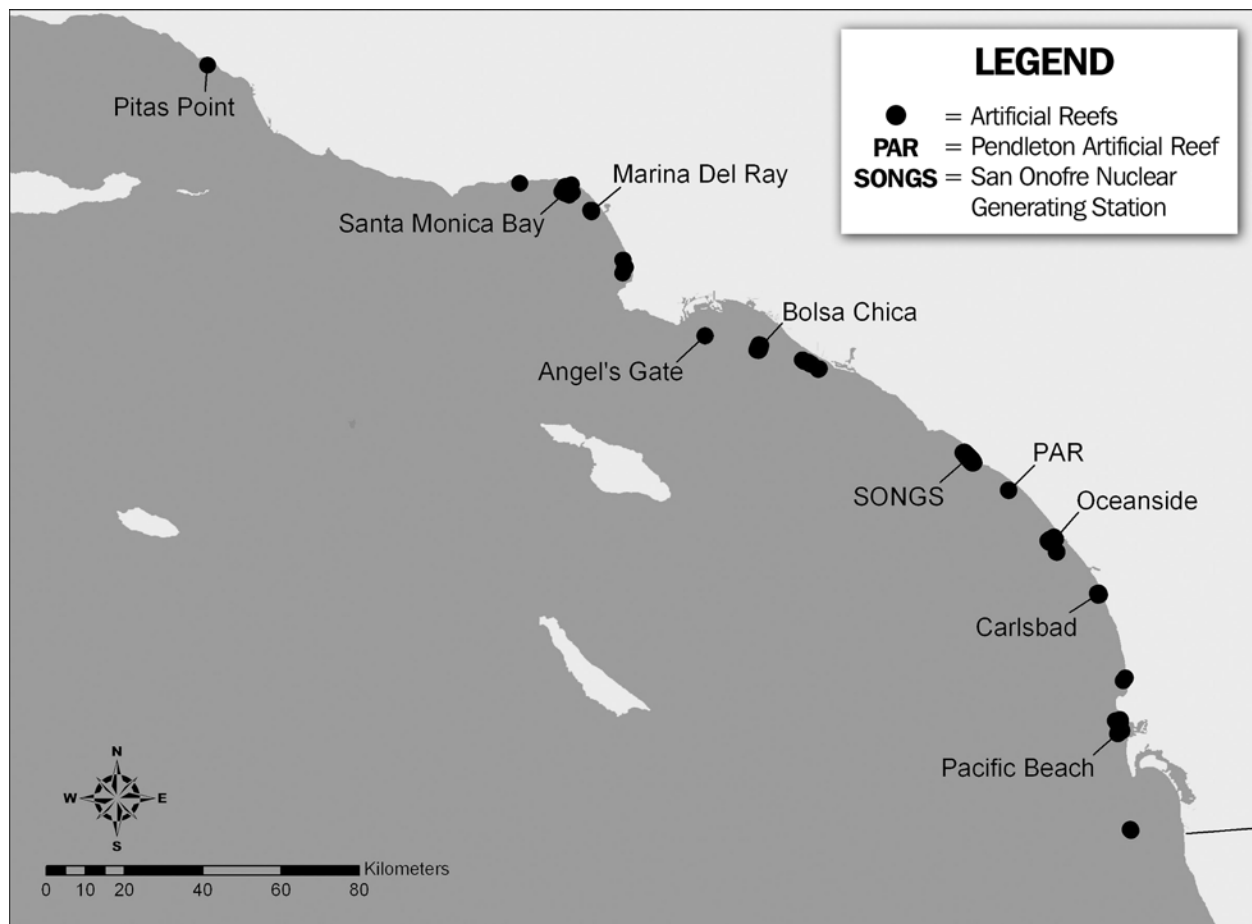 LEGEND
= Artificial Reefs
PAR = Pendleton Artificial Reef
SONGS = San Onofre Nuclear
Generating Station
Pitas Point
Marina Del Ray
Santa Monica Bay
Bolsa Chica
Angel's Gate
PAR
SONGS
Oceanside
Carlsbad
Pacific Beach
N
W E
S
Kilometers
0 10 20 40 60 80